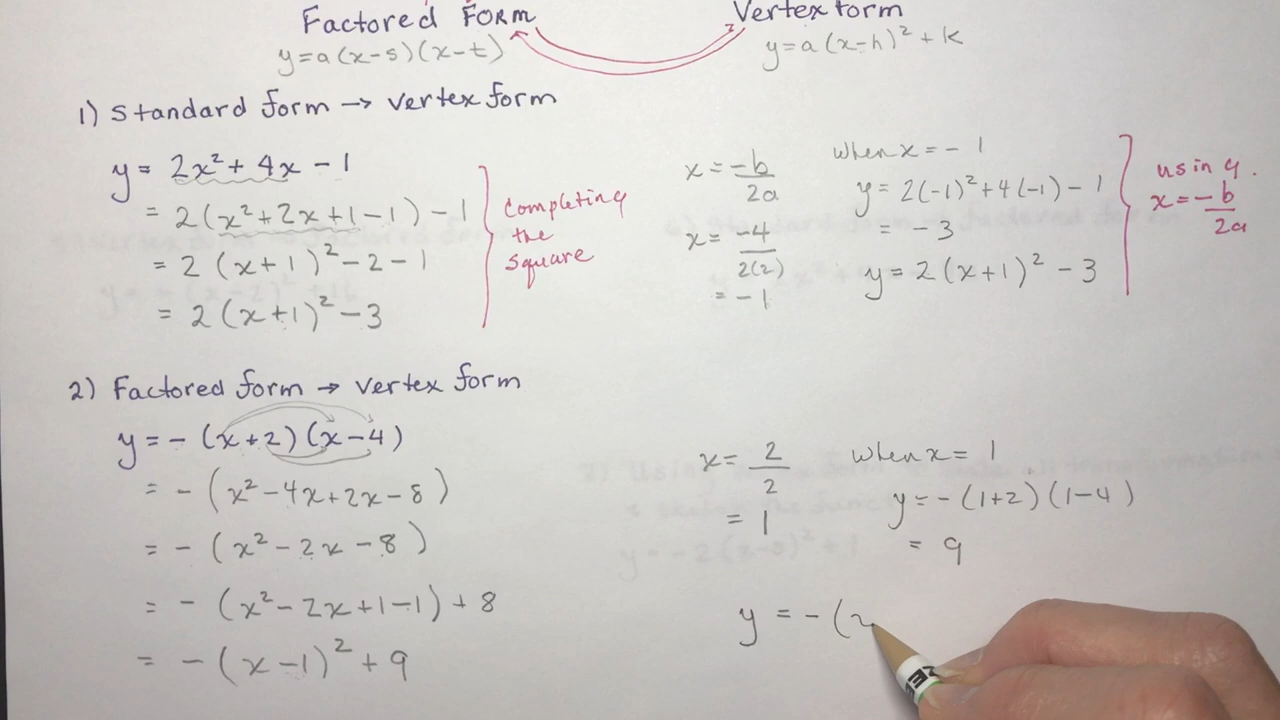 Factored FORM
Vertex form
y=a(x-s)(x-t)
y=a(x-h)²+k
1) Standard form → vertex form
y= 2x²+4x-1
= 2(x²+2x+1-1)-1
= 2(x+1)²-2-1
= 2(x+1)²-3
completing
the
square
x=-b/2a
x=-4/2(2)
=-1
when x=-1
y=2(-1)²+4(-1)-1
=-3
y=2(x+1)²-3
using
x=-b/2a
2) Factored form → vertex form
y=-(x+2)(x-4)
=-(x²-4x+2x-8)
=-(x²-2x-8)
=-(x²-2x+1-1)+8
=-(x-1)²+9
x=2/2
=1
when x=1
y=-(1+2)(1-4)
=9
y=-(x